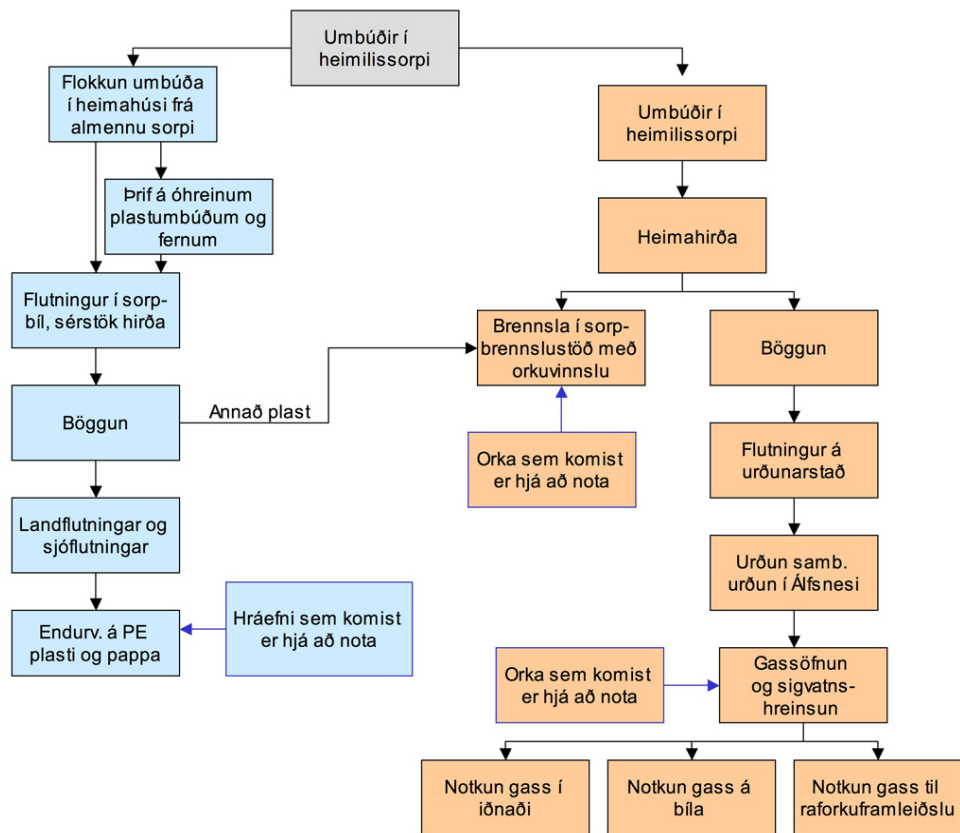 Umbúðir í
heimilissorpi
Flokkun umbúða
í heimahúsi frá
almennu sorpi
Þrif á óhreinum
plastumbúðum og
fernum
Flutningur í sorp-
bíl, sérstök hirða
Böggun
Annað plast
Landflutningar og
sjóflutningar
Endurv. á PE
plasti og pappa
Hráefni sem komist
er hjá að nota
Umbúðir í
heimilissorpi
Heimahirða
Brennsla í sorp-
brennslustöð með
orkuvinnslu
Orka sem komist
er hjá að nota
Böggun
Flutningur á
urðunarstað
Urðun samb.
urðun í Álfsnesi
Orka sem komist
er hjá að nota
Gassöfnun
og sigvatns-
hreinsun
Notkun gass í
iðnaði
Notkun gass á
bíla
Notkun gass til
raforkuframleiðslu